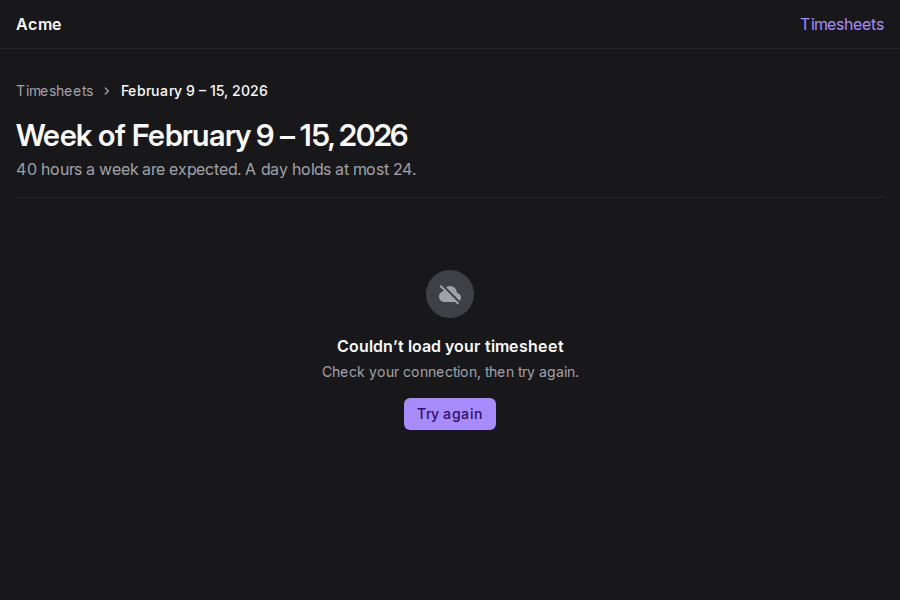 Acme
Timesheets
Timesheets › February 9 – 15, 2026
Week of February 9 – 15, 2026
40 hours a week are expected. A day holds at most 24.
Couldn’t load your timesheet
Check your connection, then try again.
Try again